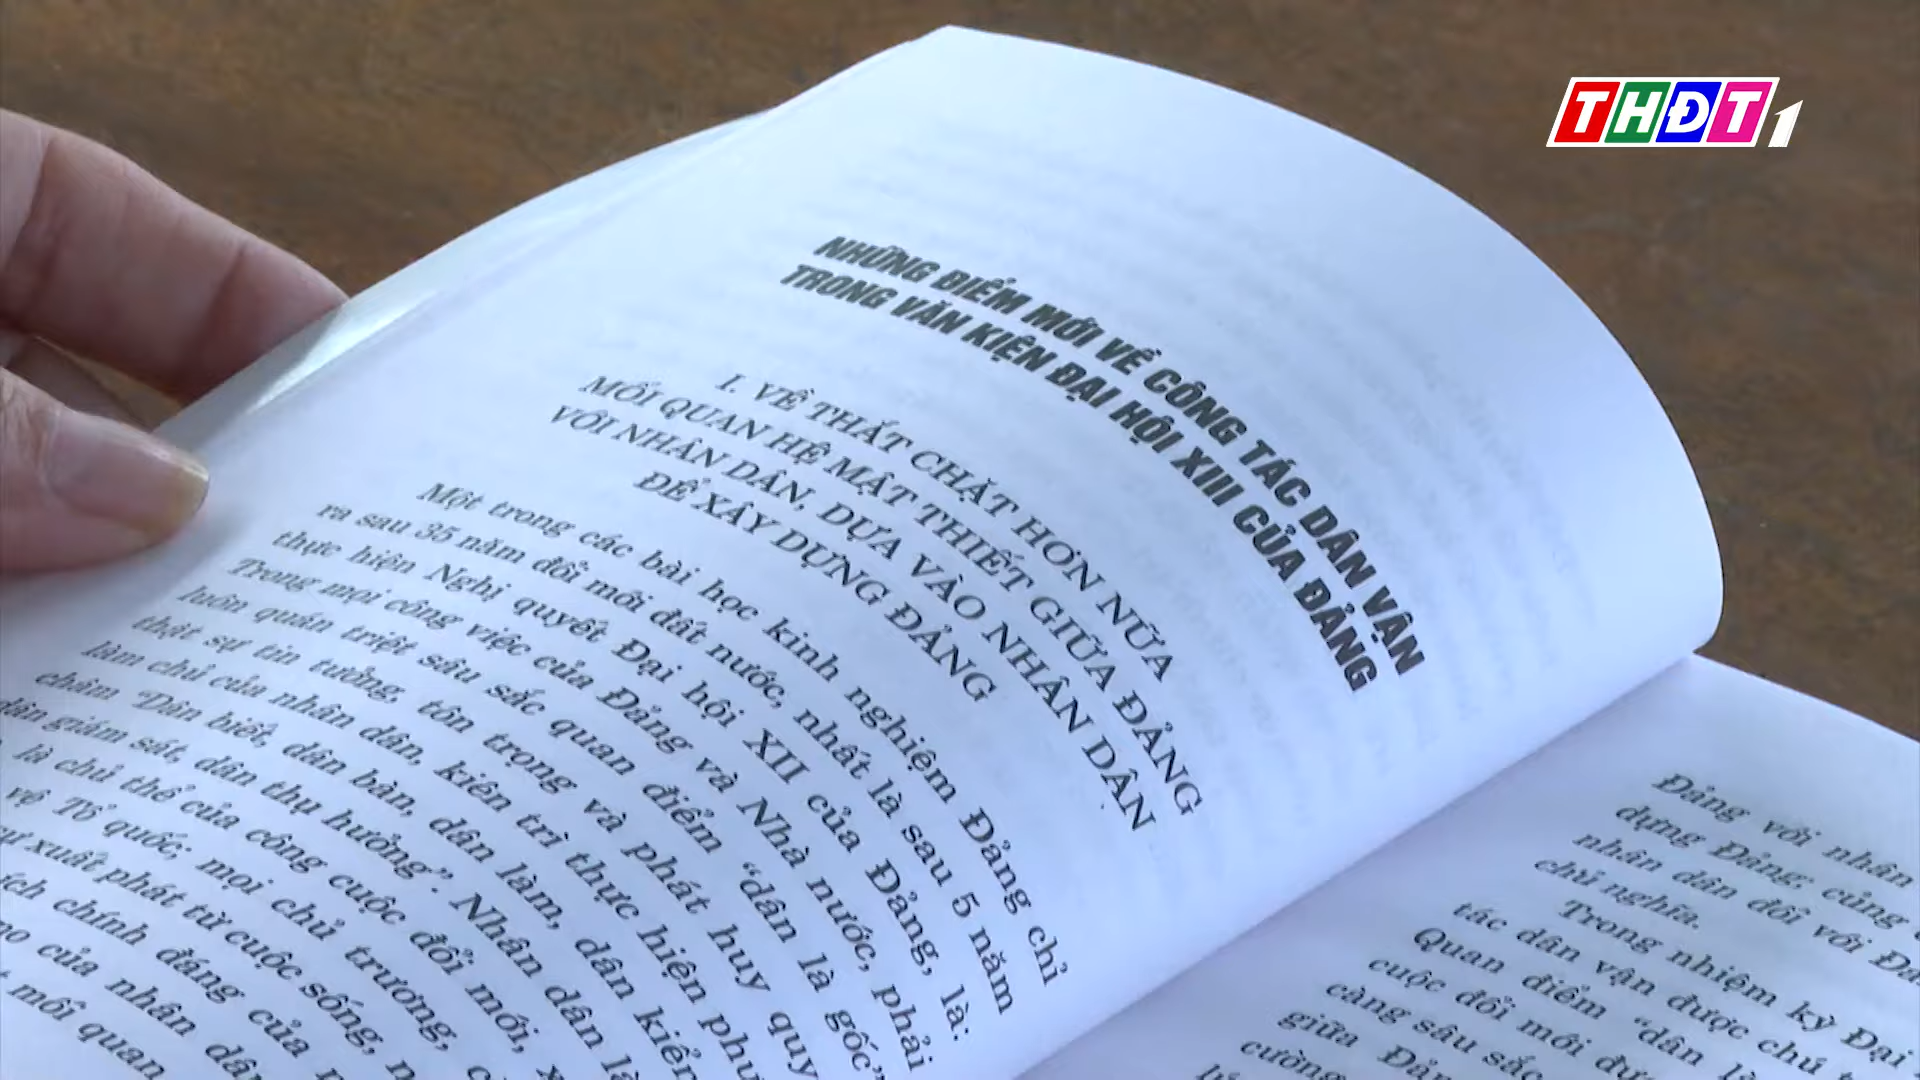 THĐT1
NHỮNG ĐIỂM MỚI VỀ CÔNG TÁC DÂN VẬN
TRONG VĂN KIỆN ĐẠI HỘI XIII CỦA ĐẢNG
I. VỀ THẮT CHẶT HƠN NỮA
MỐI QUAN HỆ MẬT THIẾT GIỮA ĐẢNG
VỚI NHÂN DÂN, DỰA VÀO NHÂN DÂN
ĐỂ XÂY DỰNG ĐẢNG
Một trong các bài học kinh nghiệm Đảng chỉ
ra sau 35 năm đổi mới đất nước, nhất là sau 5 năm
thực hiện Nghị quyết Đại hội XII của Đảng, là:
Trong mọi công việc của Đảng và Nhà nước, phải
luôn quán triệt sâu sắc quan điểm “dân là gốc”
thật sự tin tưởng, tôn trọng và phát huy quy
làm chủ của nhân dân, kiên trì thực hiện phư
châm “Dân biết, dân bàn, dân làm, dân kiể
dân giám sát, dân thụ hưởng”. Nhân dân là
là chủ thể của công cuộc đổi mới, x
vệ Tổ quốc; mọi chủ trương, c
xuất phát từ cuộc sống, n
chính đáng của n
của nhân dân
mối quan
Đảng với nhân
dựng Đảng; củng
nhân dân đối với Đả
chủ nghĩa.
Trong nhiệm kỳ Đại
tác dân vận được chú t
Quan điểm “dân là
cuộc đổi mới đượ
càng sâu sắc
giữa Đản
cường